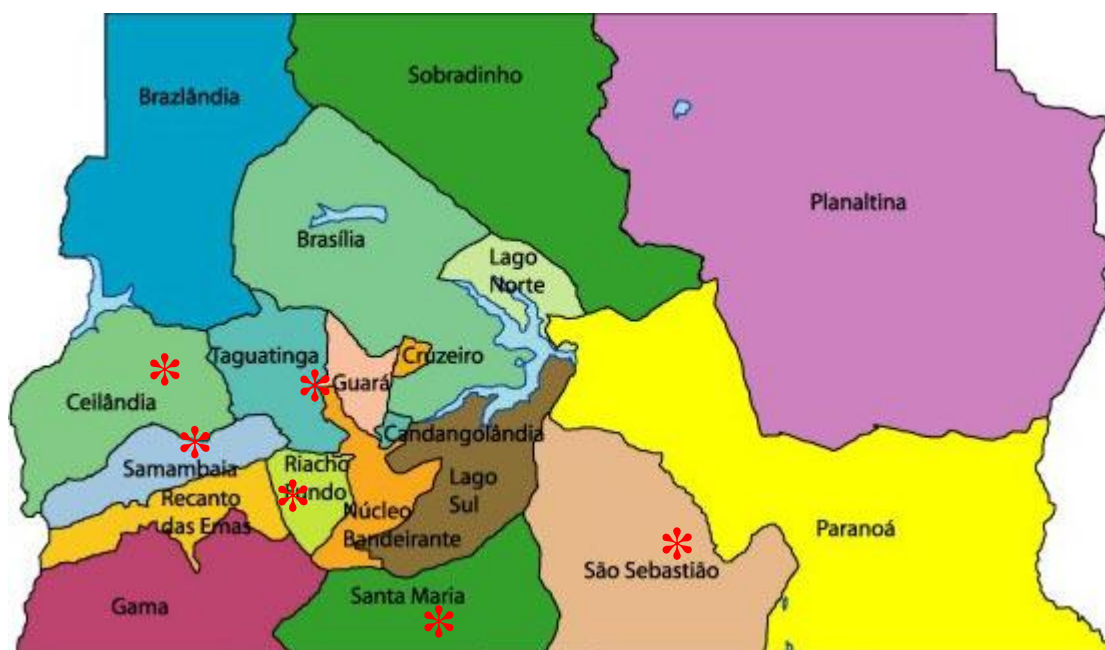 Sobradinho
Brazlândia
Planaltina
Brasília
Lago
Norte
Taguatinga
Cruzeiro
Guará
Ceilândia
Candangolândia
Samambaia
Riacho
Fundo
Lago
Sul
Recanto
das Emas
Núcleo
Bandeirante
Paranoá
São Sebastião
Santa Maria
Gama